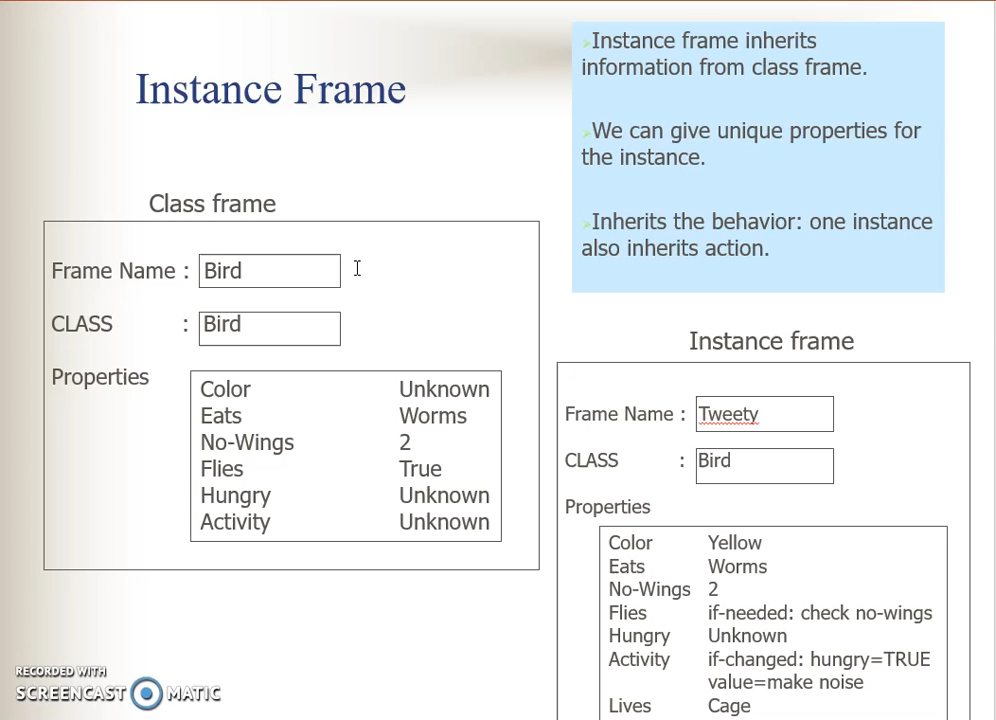 Instance Frame
➢Instance frame inherits
information from class frame.
➢We can give unique properties for
the instance.
➢Inherits the behavior: one instance
also inherits action.
Class frame
Frame Name : Bird
CLASS : Bird
Properties
Color Unknown
Eats Worms
No-Wings 2
Flies True
Hungry Unknown
Activity Unknown
Instance frame
Frame Name : Tweety
CLASS : Bird
Properties
Color Yellow
Eats Worms
No-Wings 2
Flies if-needed: check no-wings
Hungry Unknown
Activity if-changed: hungry=TRUE
value=make noise
Lives Cage
RECORDED WITH
SCREENCAST MATIC